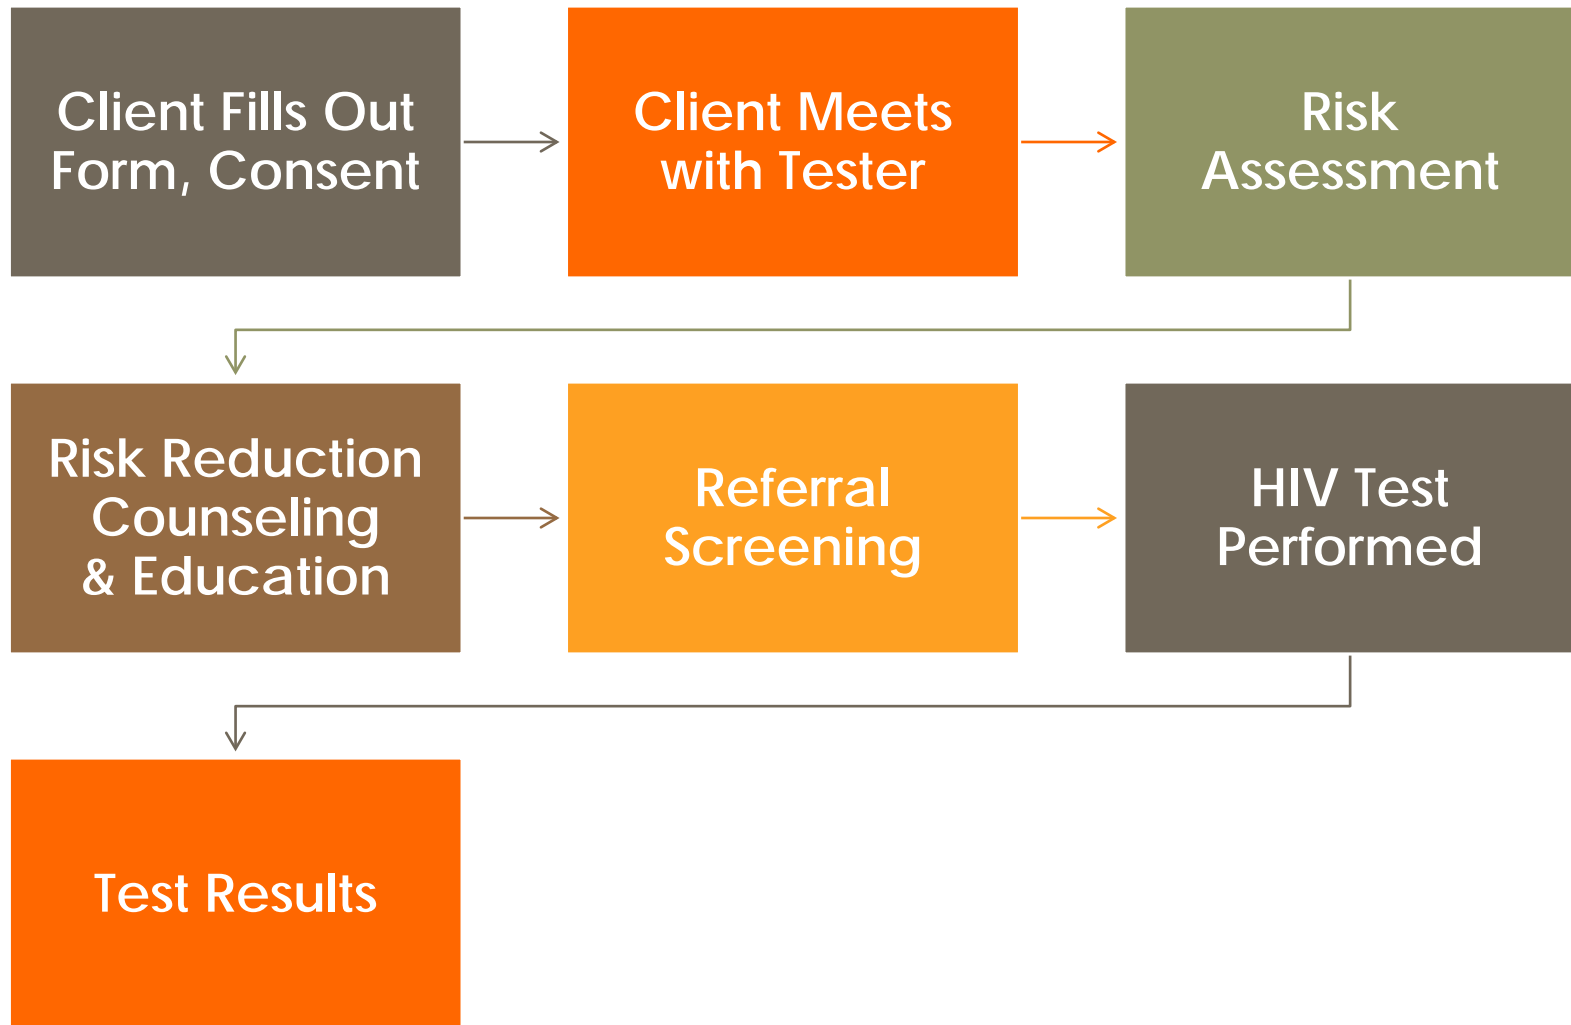 Client Fills Out
Form, Consent
Client Meets
with Tester
Risk
Assessment
Risk Reduction
Counseling
& Education
Referral
Screening
HIV Test
Performed
Test Results